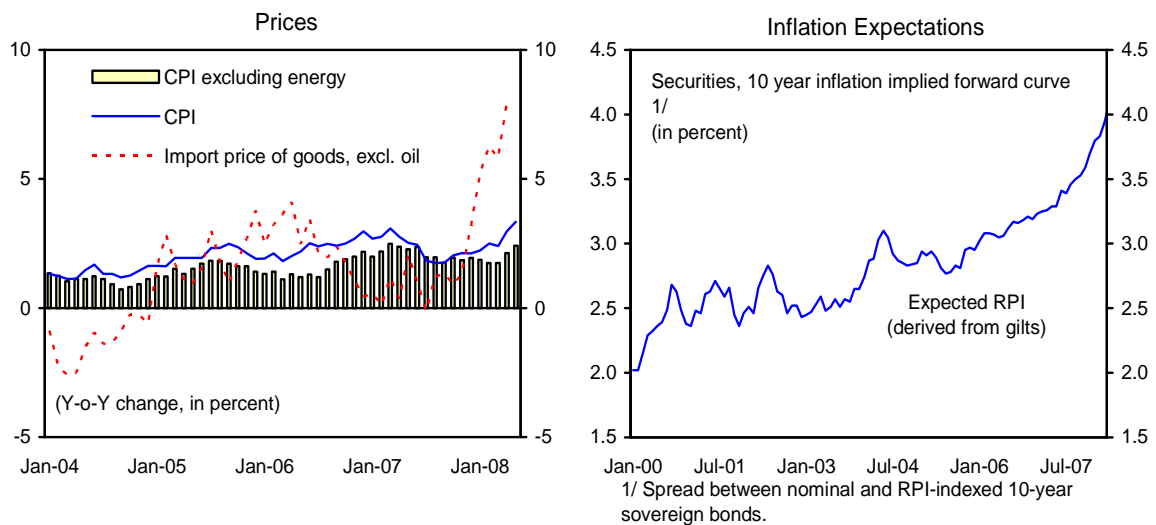 Prices
10
10
CPI excluding energy
CPI
Import price of goods, excl. oil
5
5
0
0
(Y-o-Y change, in percent)
-5
-5
Jan-04
Jan-05
Jan-06
Jan-07
Jan-08
Inflation Expectations
4.5
4.5
Securities, 10 year inflation implied forward curve
1/
(in percent)
4.0
4.0
3.5
3.5
3.0
3.0
Expected RPI
(derived from gilts)
2.5
2.5
2.0
2.0
1.5
1.5
Jan-00
Jul-01
Jan-03
Jul-04
Jan-06
Jul-07
1/ Spread between nominal and RPI-indexed 10-year
sovereign bonds.